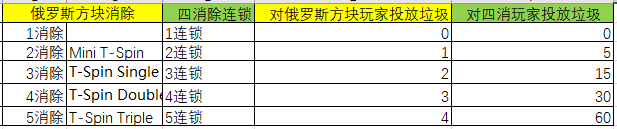 俄罗斯方块消除 四消除连锁 对俄罗斯方块玩家投放垃圾 对四消玩家投放垃圾
1消除 1连锁 0 0
2消除 Mini T-Spin 2连锁 1 5
3消除 T-Spin Single 3连锁 2 15
4消除 T-Spin Double 4连锁 3 30
5消除 T-Spin Triple 5连锁 4 60